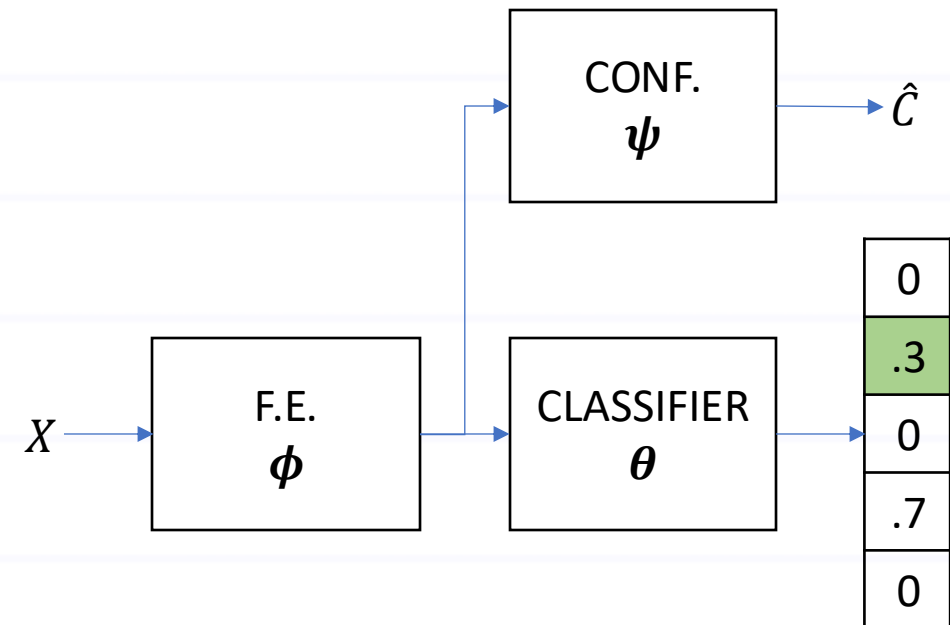 CONF.
𝝍
Ĉ
X
F.E.
𝝓
CLASSIFIER
𝜽
0
.3
0
.7
0